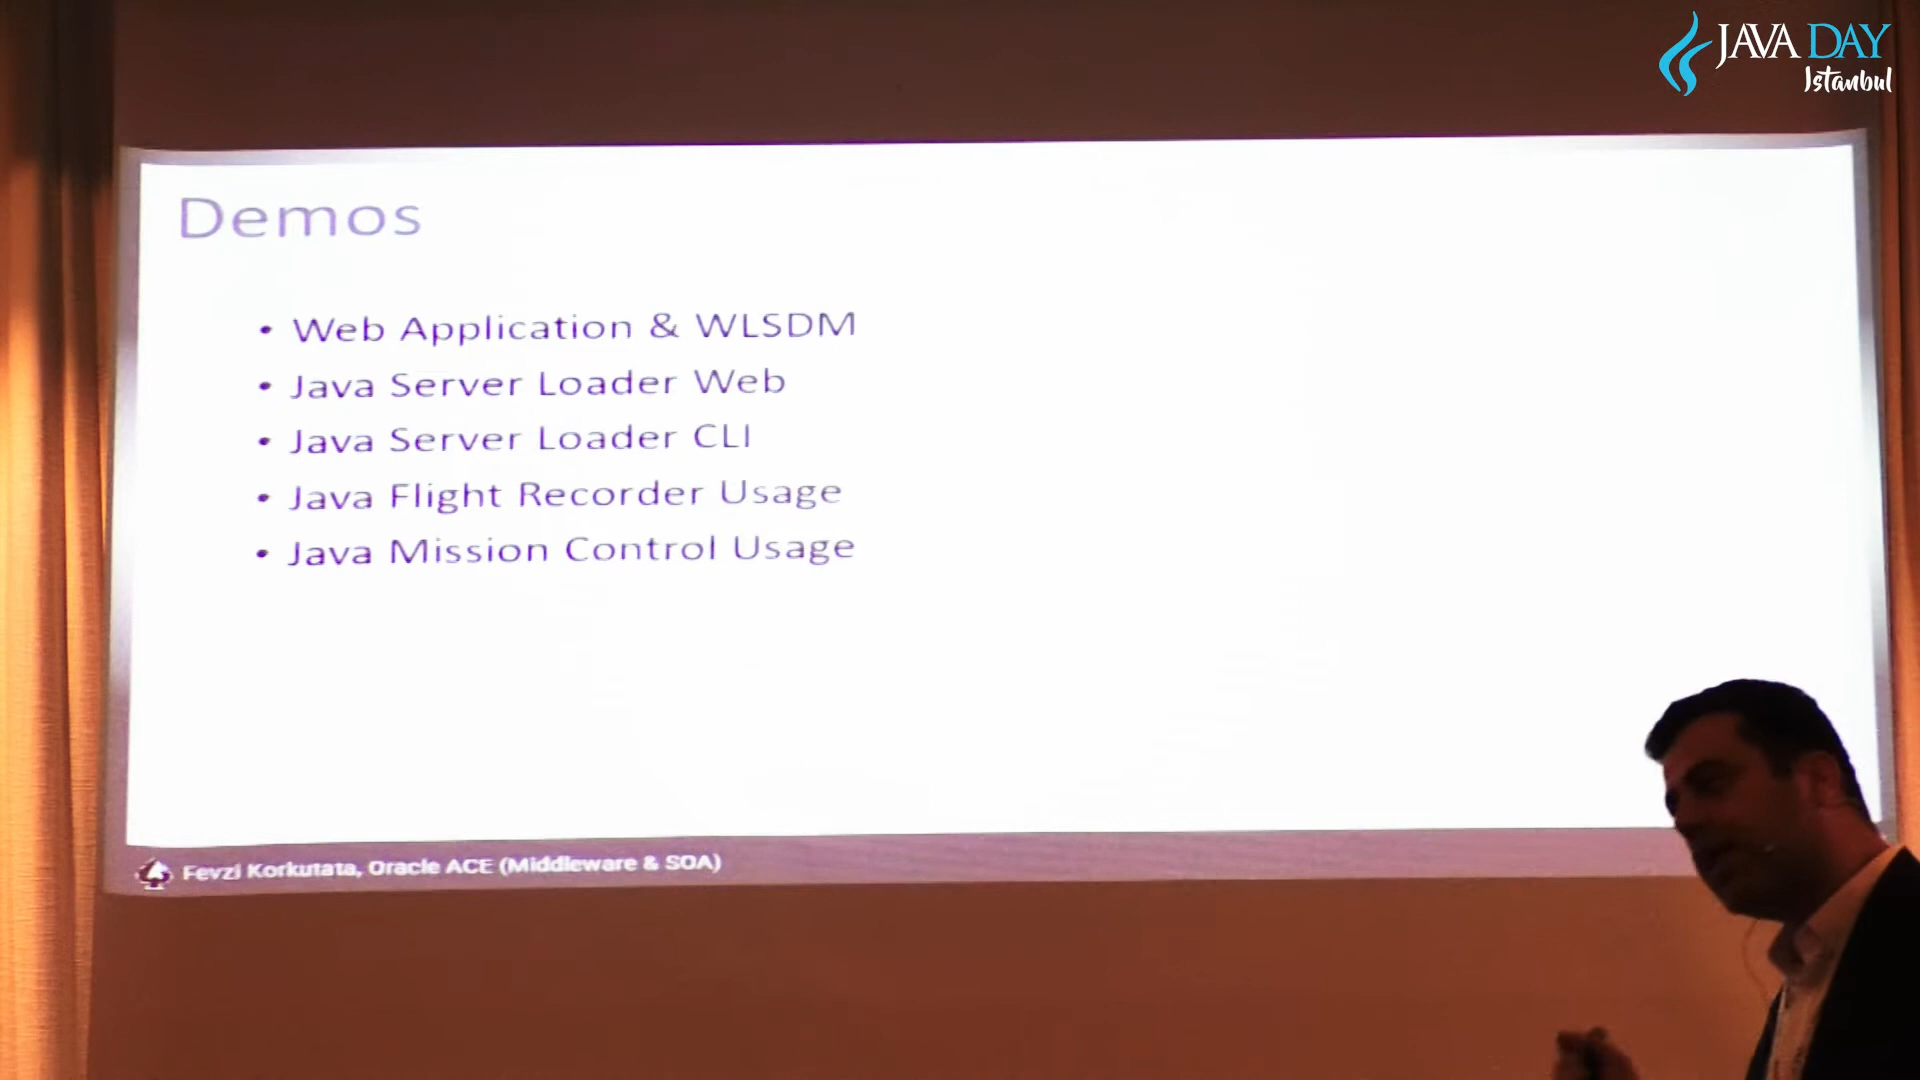 JAVA DAY
Istanbul
Demos
• Web Application & WLSDM
• Java Server Loader Web
• Java Server Loader CLI
• Java Flight Recorder Usage
• Java Mission Control Usage
Fevzi Korkutata, Oracle ACE (Middleware & SOA)